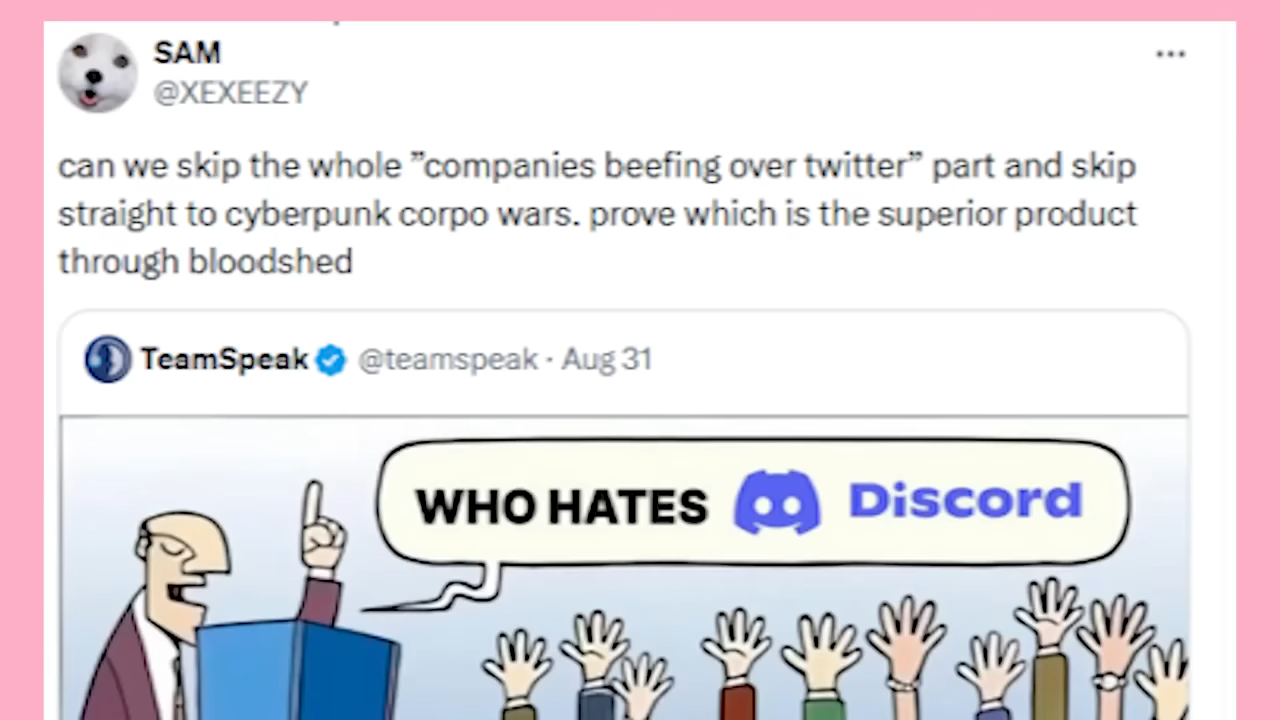 SAM
@XEXEEZY
can we skip the whole ”companies beefing over twitter” part and skip
straight to cyberpunk corpo wars. prove which is the superior product
through bloodshed
TeamSpeak @teamspeak · Aug 31
WHO HATES Discord